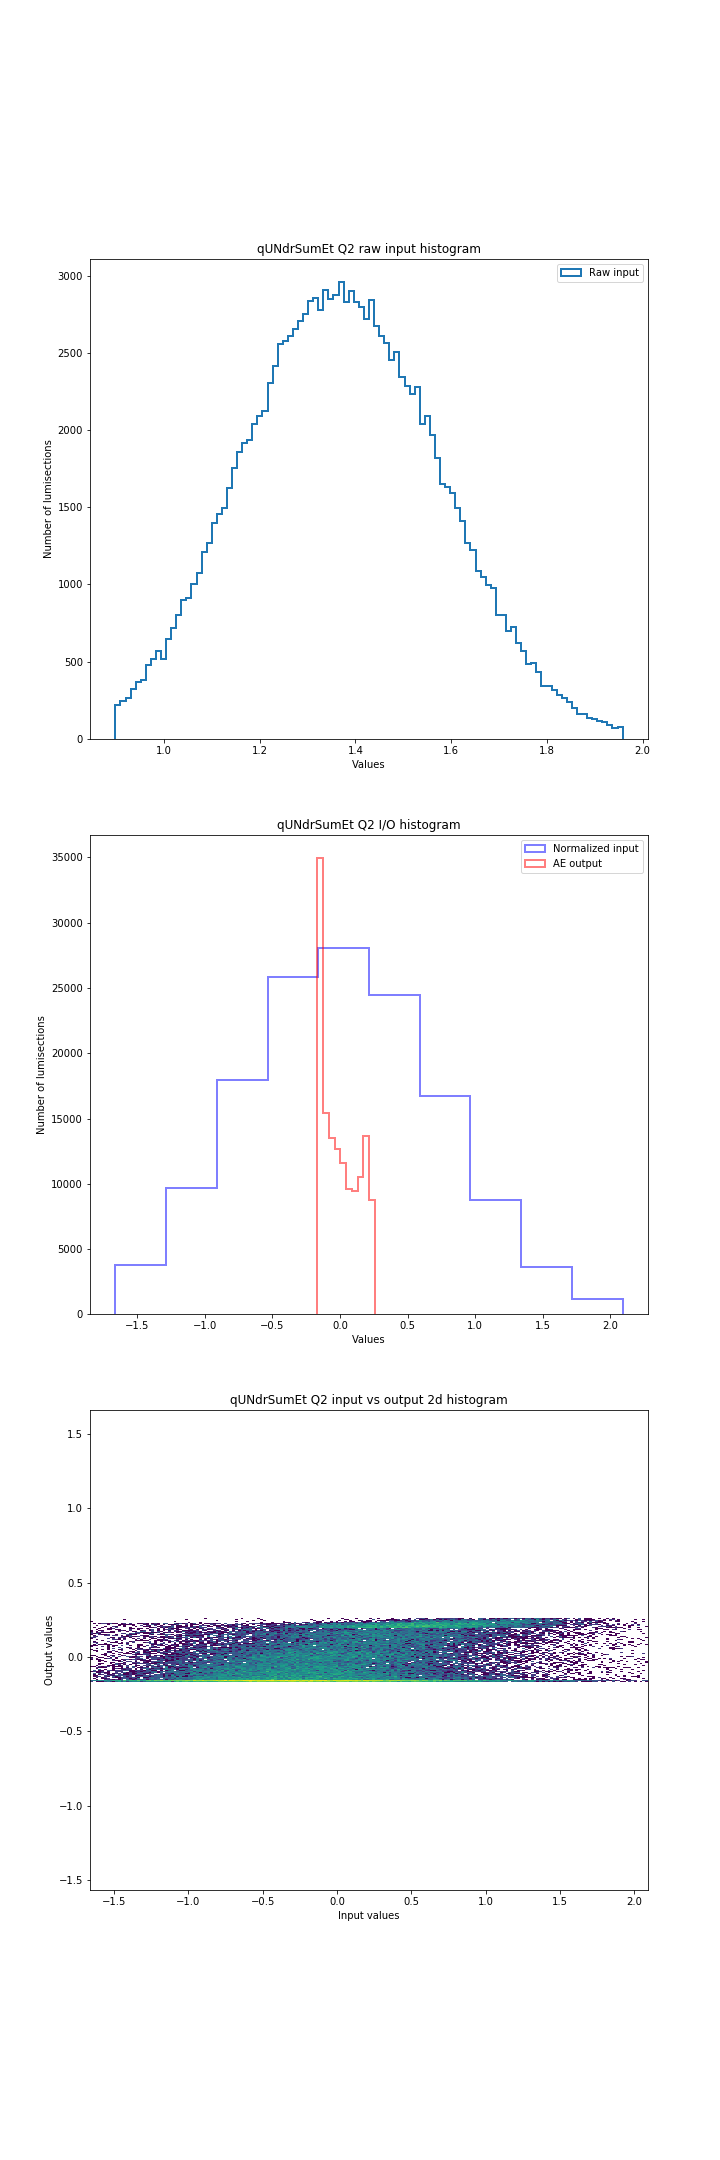 qUNdrSumEt Q2 raw input histogram
Raw input
3000
2500
2000
1500
1000
500
0
Number of lumisections
1.0 1.2 1.4 1.6 1.8 2.0
Values
qUNdrSumEt Q2 I/O histogram
Normalized input
AE output
35000
30000
25000
20000
15000
10000
5000
0
Number of lumisections
−1.5 −1.0 −0.5 0.0 0.5 1.0 1.5 2.0
Values
qUNdrSumEt Q2 input vs output 2d histogram
1.5
1.0
0.5
0.0
−0.5
−1.0
−1.5
Output values
−1.5 −1.0 −0.5 0.0 0.5 1.0 1.5 2.0
Input values